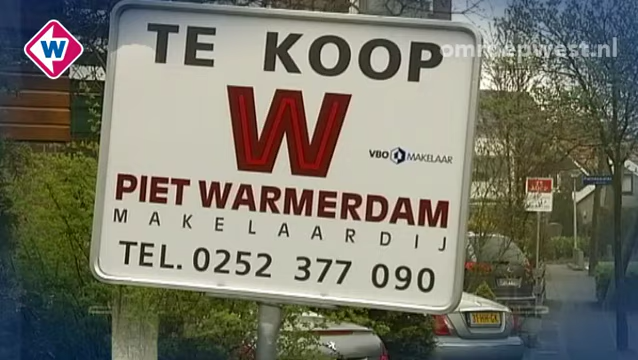 W
omroepwest.nl
TE KOOP
W
VBO MAKELAAR
PIET WARMERDAM
MAKELAARDIJ
TEL. 0252 377 090